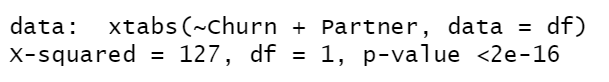 data:  xtabs(~Churn + Partner, data = df)
X-squared = 127, df = 1, p-value <2e-16